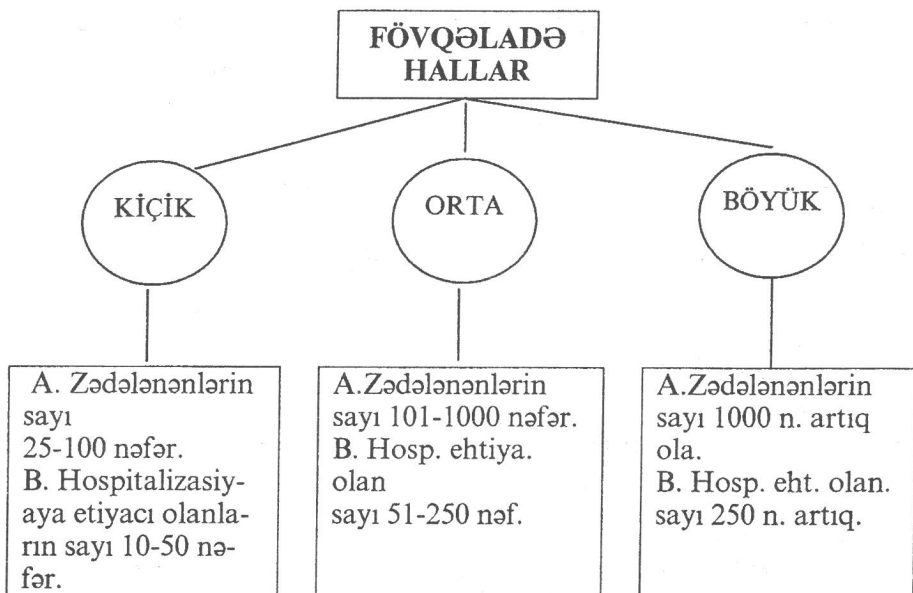 FÖVQƏLADƏ
HALLAR
KİÇİK
ORTA
BÖYÜK
A. Zədələnənlərin
sayı
25-100 nəfər.
B. Hospitalizasiy-
aya etiyacı olanla-
rın sayı 10-50 nə-
fər.
A.Zədələnənlərin
sayı 101-1000 nəfər.
B. Hosp. ehtiya.
olan
sayı 51-250 nəf.
A.Zədələnənlərin
sayı 1000 n. artıq
ola.
B. Hosp. eht. olan.
sayı 250 n. artıq.